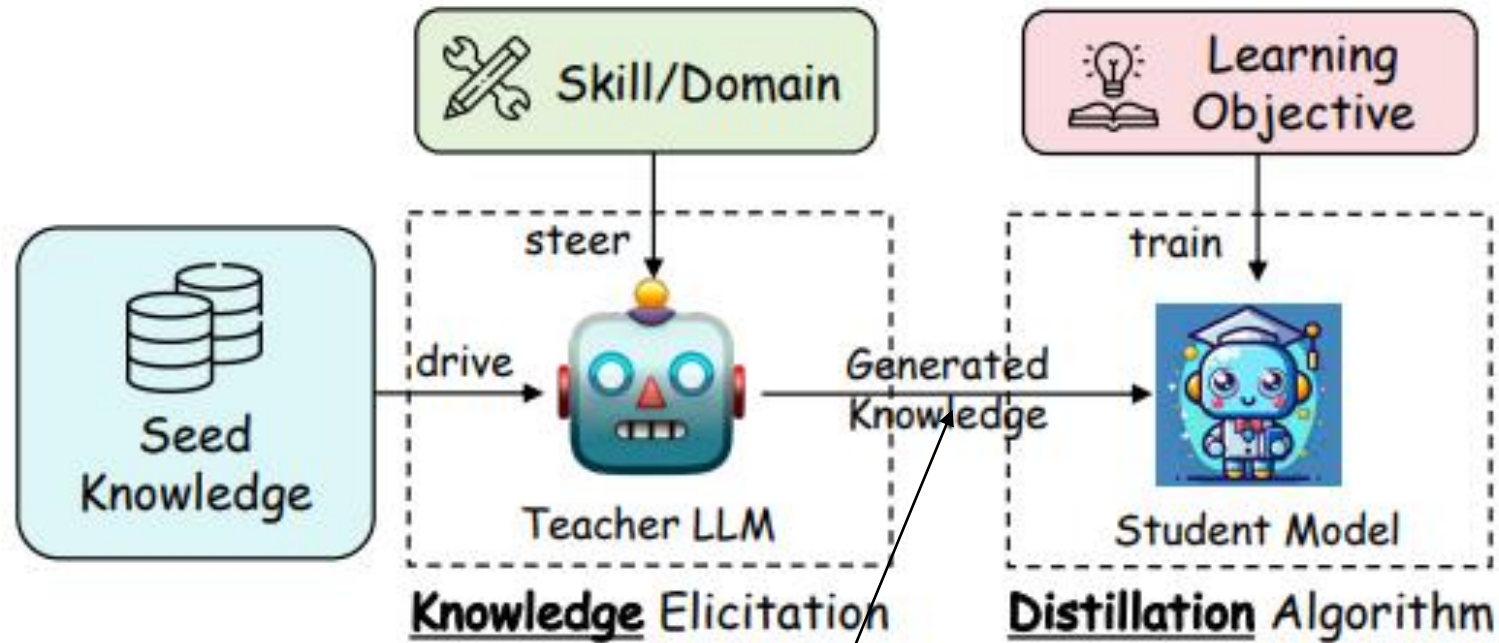 Skill/Domain
Learning
Objective
steer
train
drive
Generated
Knowledge
Seed
Knowledge
Teacher LLM
Student Model
Knowledge Elicitation
Distillation Algorithm